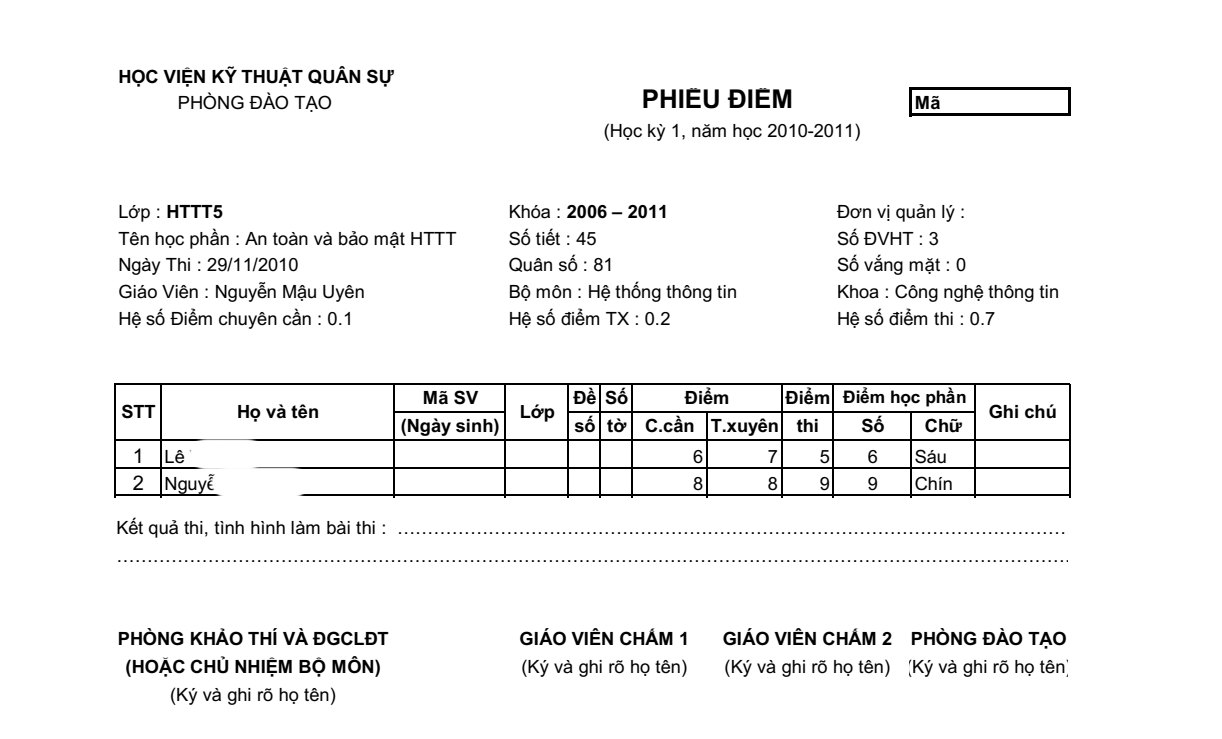 HỌC VIỆN KỸ THUẬT QUÂN SỰ
PHÒNG ĐÀO TẠO
PHIẾU ĐIỂM
Mã
(Học kỳ 1, năm học 2010-2011)
Lớp : HTTT5 Khóa : 2006 – 2011 Đơn vị quản lý :
Tên học phần : An toàn và bảo mật HTTT Số tiết : 45 Số ĐVHT : 3
Ngày Thi : 29/11/2010 Quân số : 81 Số vắng mặt : 0
Giáo Viên : Nguyễn Mậu Uyên Bộ môn : Hệ thống thông tin Khoa : Công nghệ thông tin
Hệ số Điểm chuyên cần : 0.1 Hệ số điểm TX : 0.2 Hệ số điểm thi : 0.7
STT Họ và tên Mã SV (Ngày sinh) Lớp Đề số Số tờ Điểm Điểm thi Điểm học phần Ghi chú
C.cần T.xuyên Số Chữ
1 Lê 6 7 5 6 Sáu
2 Nguyễ 8 8 9 9 Chín
Kết quả thi, tình hình làm bài thi : ......................................................................
......................................................................
PHÒNG KHẢO THÍ VÀ ĐGCLĐT GIÁO VIÊN CHẤM 1 GIÁO VIÊN CHẤM 2 PHÒNG ĐÀO TẠO
(HOẶC CHỦ NHIỆM BỘ MÔN) (Ký và ghi rõ họ tên) (Ký và ghi rõ họ tên) (Ký và ghi rõ họ tên)
(Ký và ghi rõ họ tên)